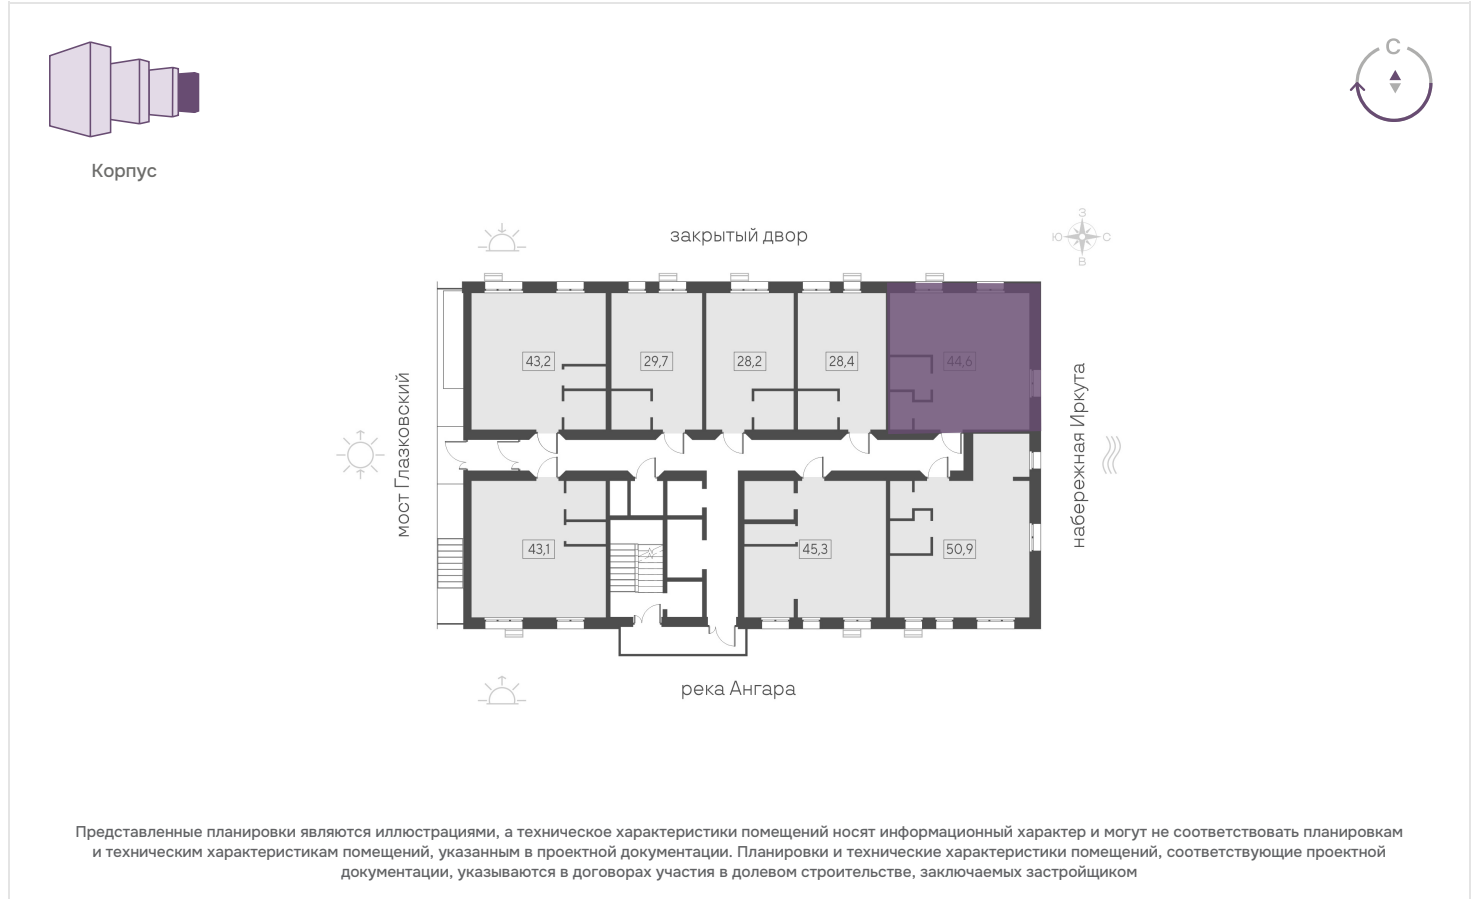 С
Корпус
закрытый двор
З
Ю
С
В
43,2
29,7
28,2
28,4
44,6
мост Глазковский
набережная Иркута
43,1
45,3
50,9
река Ангара
Представленные планировки являются иллюстрациями, а техническое характеристики помещений носят информационный характер и могут не соответствовать планировкам
и техническим характеристикам помещений, указанным в проектной документации. Планировки и технические характеристики помещений, соответствующие проектной
документации, указываются в договорах участия в долевом строительстве, заключаемых застройщиком